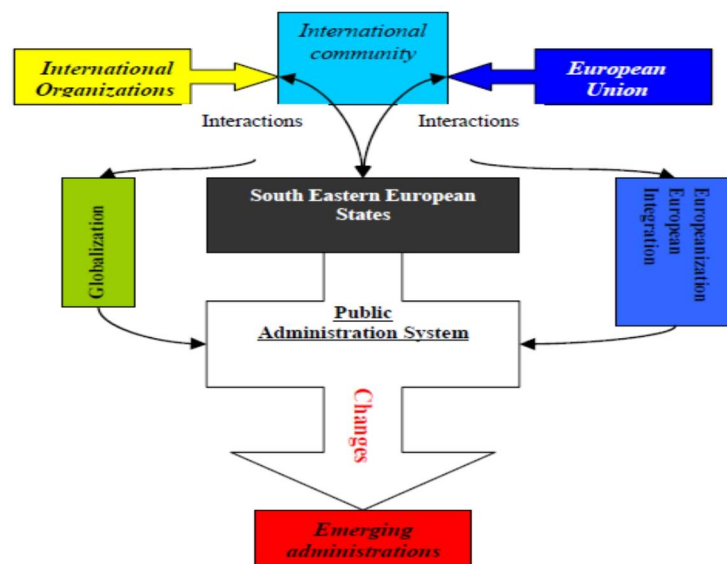 International
community
International
Organizations
European
Union
Interactions
Interactions
South Eastern European
States
Globalization
Europeanization
European
Integration
Public
Administration System
Changes
Emerging
administrations